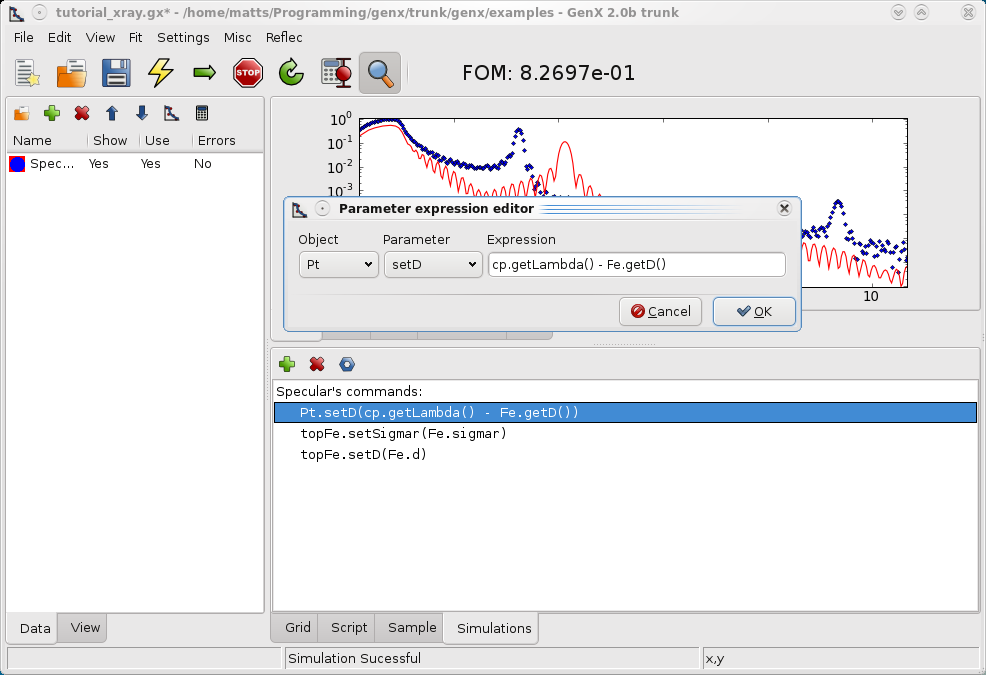 tutorial_xray.gx* - /home/matts/Programming/genx/trunk/genx/examples - GenX 2.0b trunk
File Edit View Fit Settings Misc Reflec
STOP
FOM: 8.2697e-01
Name Show Use Errors
Spec... Yes Yes No
10^0
10^-1
10^-2
10^-3
10
Parameter expression editor
Object Parameter Expression
Pt setD cp.getLambda() - Fe.getD()
Cancel OK
Specular's commands:
Pt.setD(cp.getLambda() - Fe.getD())
topFe.setSigmar(Fe.sigmar)
topFe.setD(Fe.d)
Data View
Grid Script Sample Simulations
Simulation Sucessful
x,y